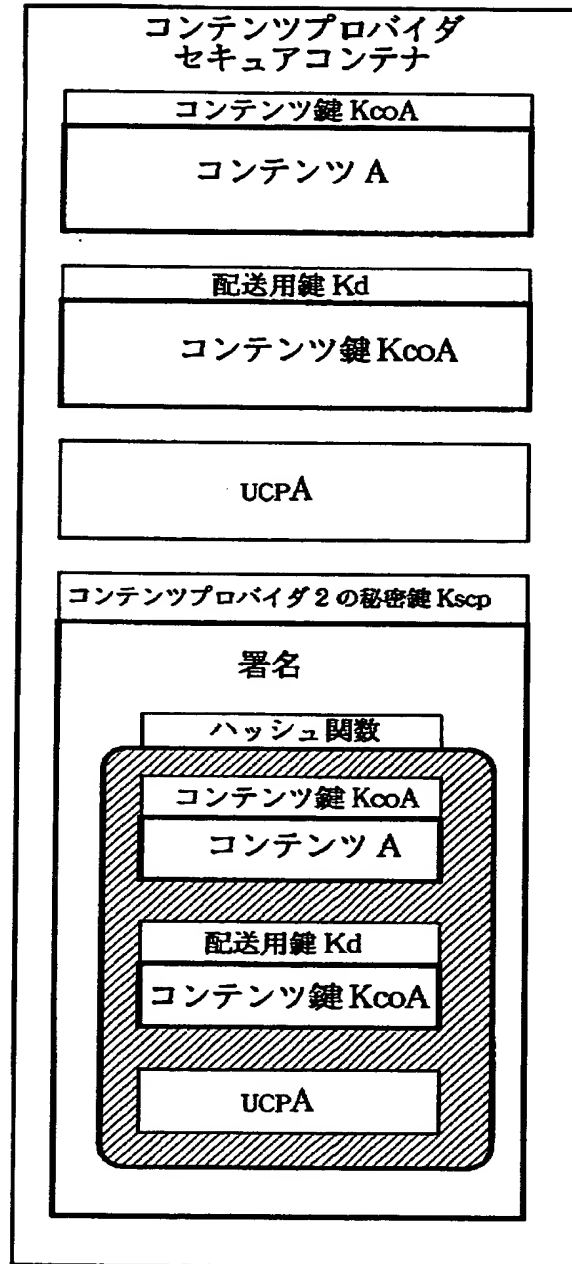 コンテンツプロバイダ
セキュアコンテナ
コンテンツ鍵 KcoA
コンテンツ A
配送用鍵 Kd
コンテンツ鍵 KcoA
UCPA
コンテンツプロバイダ2の秘密鍵 Kscp
署名
ハッシュ関数
コンテンツ鍵 KcoA
コンテンツ A
配送用鍵 Kd
コンテンツ鍵 KcoA
UCPA